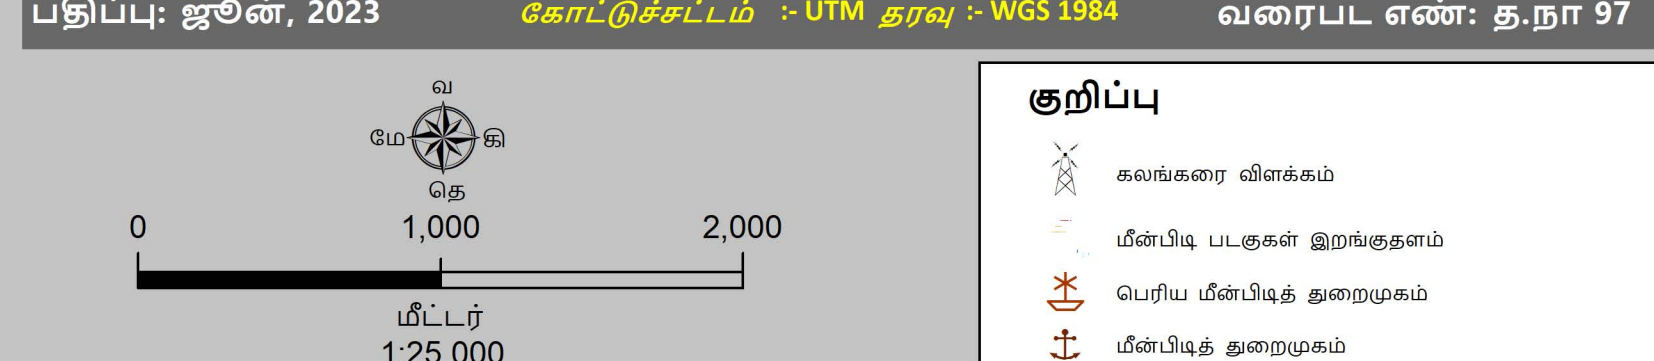 பதிப்பு: ஜூன், 2023 கோட்டுச்சட்டம் :- UTM தரவு :- WGS 1984 வரைபட எண்: த.நா 97
வ
மே கி
தெ
0 1,000 2,000
மீட்டர்
1:25,000
குறிப்பு
கலங்கரை விளக்கம்
மீன்பிடி படகுகள் இறங்குதளம்
பெரிய மீன்பிடித் துறைமுகம்
மீன்பிடித் துறைமுகம்